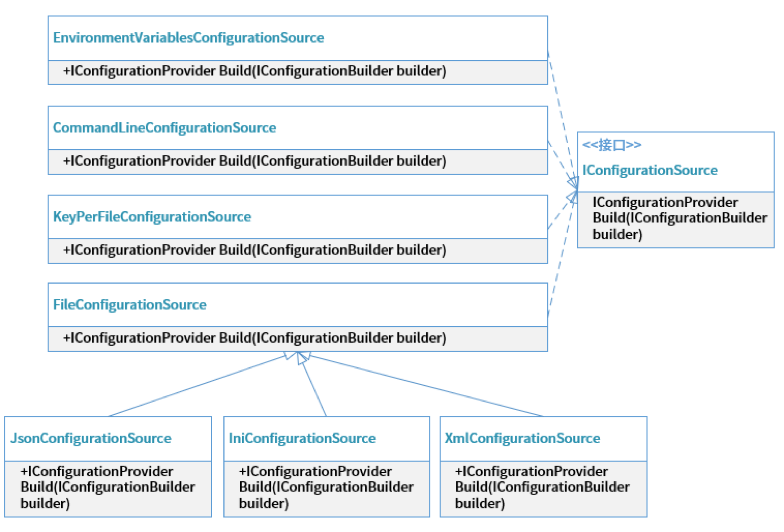 EnvironmentVariablesConfigurationSource
+IConfigurationProvider Build(IConfigurationBuilder builder)
CommandLineConfigurationSource
+IConfigurationProvider Build(IConfigurationBuilder builder)
<<接口>>
IConfigurationSource
IConfigurationProvider
Build(IConfigurationBuilder
builder)
KeyPerFileConfigurationSource
+IConfigurationProvider Build(IConfigurationBuilder builder)
FileConfigurationSource
+IConfigurationProvider Build(IConfigurationBuilder builder)
JsonConfigurationSource
+IConfigurationProvider
Build(IConfigurationBuilder
builder)
IniConfigurationSource
+IConfigurationProvider
Build(IConfigurationBuilder
builder)
XmlConfigurationSource
+IConfigurationProvider
Build(IConfigurationBuilder
builder)